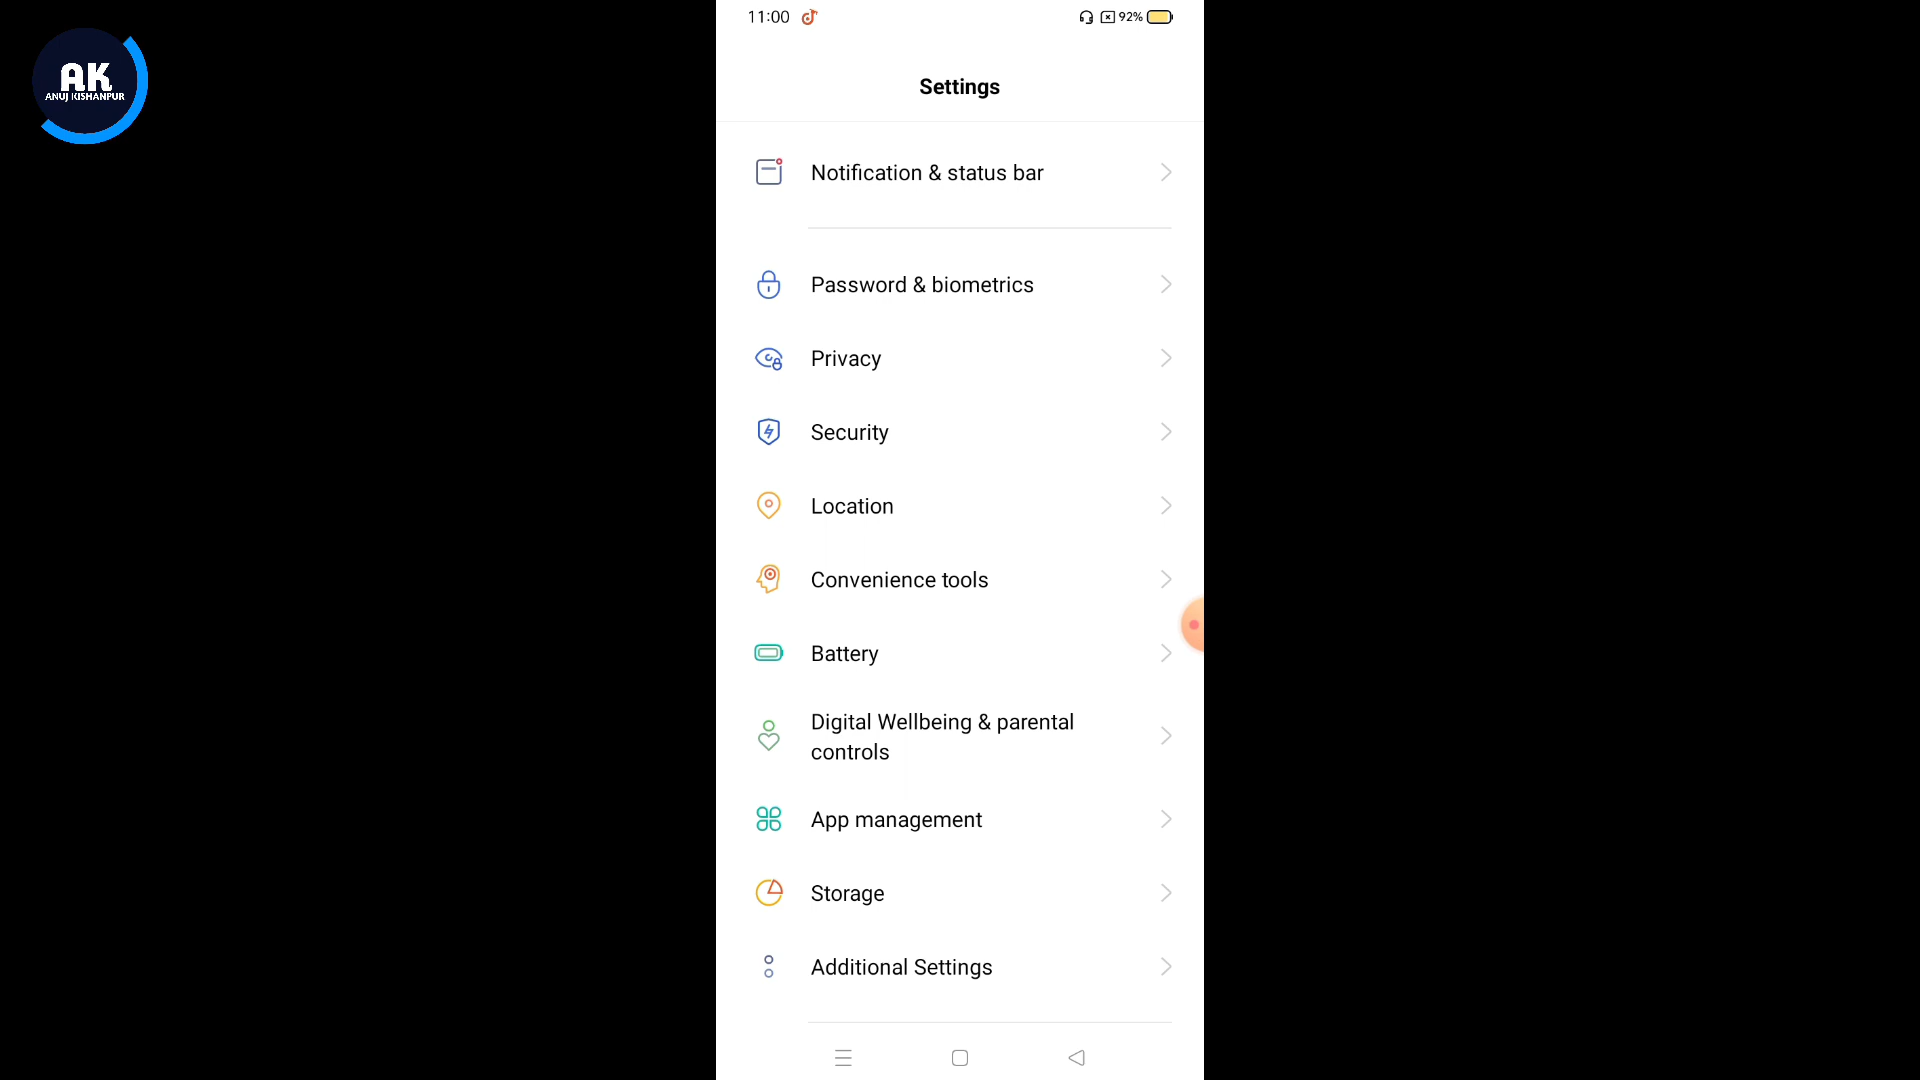 AK
ANUJ KISHANPUR
11:00
92%
Settings
Notification & status bar
Password & biometrics
Privacy
Security
Location
Convenience tools
Battery
Digital Wellbeing & parental
controls
App management
Storage
Additional Settings